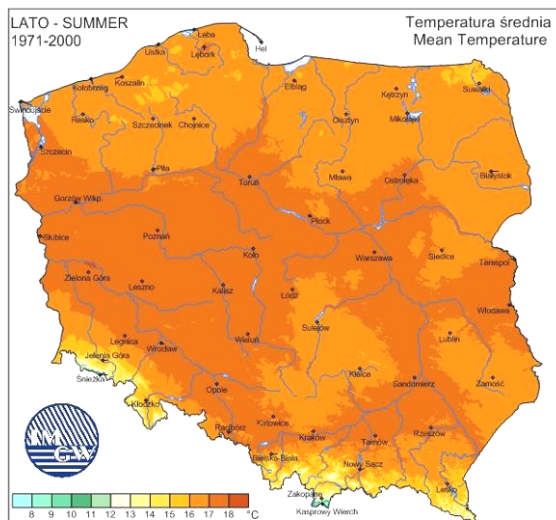 LATO - SUMMER
1971-2000
Temperatura średnia
Mean Temperature
Łeba
Hel
Ustka
Lębork
Koszalin
Kołobrzeg
Elbląg
Kętrzyn
Suwałki
Świnoujście
Resko
Szczecinek
Chojnice
Olsztyn
Mikołajki
Szczecin
Piła
Toruń
Mława
Ostrołęka
Białystok
Gorzów Wlkp.
Płock
Słubice
Poznań
Koło
Warszawa
Siedlce
Terespol
Zielona Góra
Leszno
Kalisz
Łódź
Włodawa
Sulejów
Legnica
Wrocław
Wieluń
Lublin
Jelenia Góra
Śnieżka
Kielce
Opole
Sandomierz
Zamość
Kłodzko
Katowice
Racibórz
Kraków
Tarnów
Rzeszów
Bielsko-Biała
Nowy Sącz
Lesko
Zakopane
Kasprowy Wierch
IM
GW
8 9 10 11 12 13 14 15 16 17 18 °C